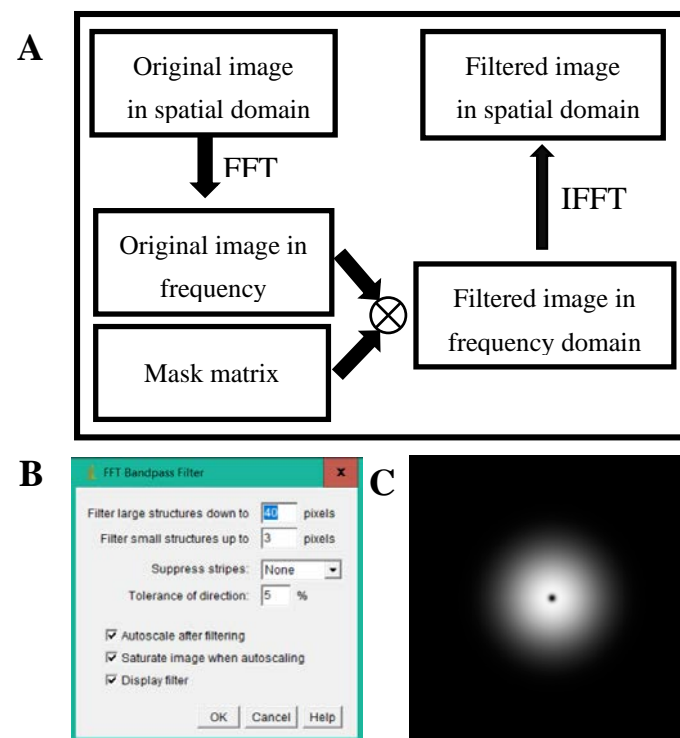 A
Original image
in spatial domain
Filtered image
in spatial domain
FFT
IFFT
Original image in
frequency
Filtered image in
frequency domain
Mask matrix
B
FFT Bandpass Filter
x
Filter large structures down to 40 pixels
Filter small structures up to 3 pixels
Suppress stripes: None
Tolerance of direction: 5 %
Autoscale after filtering
Saturate image when autoscaling
Display filter
OK Cancel Help
C